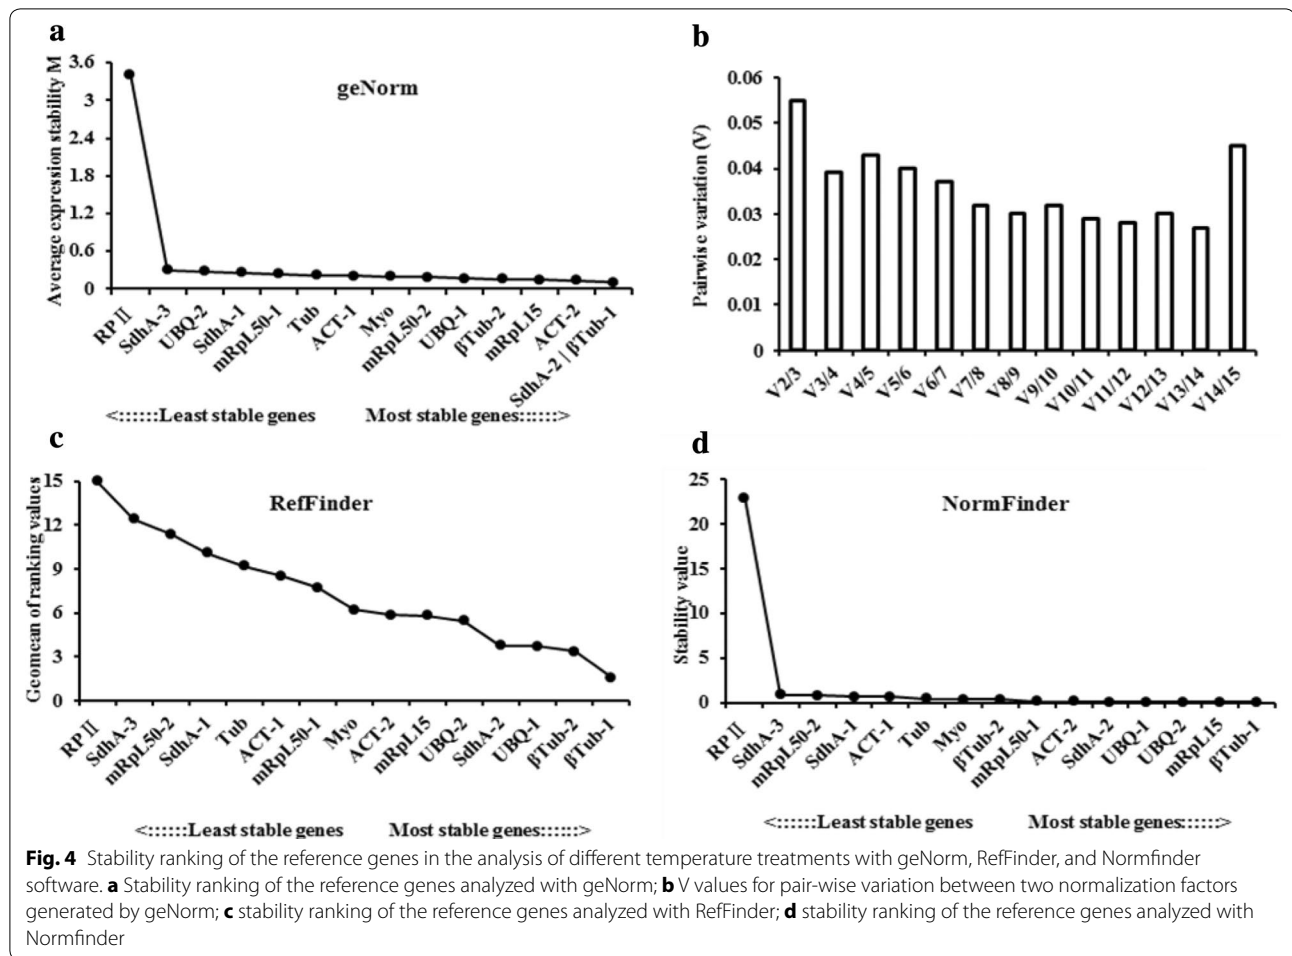 a
Average expression stability M
3.6
3
2.4
1.8
1.2
0.6
0
geNorm
RP II
SdhA-3
UBQ-2
SdhA-1
mRpL50-1
Tub
ACT-1
Myo
mRpL50-2
UBQ-1
βTub-2
mRpL15
ACT-2
SdhA-2 | βTub-1
<::::::Least stable genes Most stable genes::::::>
b
Pairwise variation (V)
0.06
0.05
0.04
0.03
0.02
0.01
0
V2/3
V3/4
V4/5
V5/6
V6/7
V7/8
V8/9
V9/10
V10/11
V11/12
V12/13
V13/14
V14/15
c
Geomean of ranking values
15
12
9
6
3
0
RefFinder
RP II
SdhA-3
mRpL50-2
SdhA-1
Tub
ACT-1
mRpL50-1
Myo
ACT-2
mRpL15
UBQ-2
SdhA-2
UBQ-1
βTub-2
βTub-1
<::::::Least stable genes Most stable genes::::::>
d
Stability value
25
20
15
10
5
0
NormFinder
RP II
SdhA-3
mRpL50-2
SdhA-1
ACT-1
Tub
Myo
βTub-2
mRpL50-1
ACT-2
SdhA-2
UBQ-1
UBQ-2
mRpL15
βTub-1
<::::::Least stable genes Most stable genes::::::>
Fig. 4 Stability ranking of the reference genes in the analysis of different temperature treatments with geNorm, RefFinder, and Normfinder
software. a Stability ranking of the reference genes analyzed with geNorm; b V values for pair-wise variation between two normalization factors
generated by geNorm; c stability ranking of the reference genes analyzed with RefFinder; d stability ranking of the reference genes analyzed with
Normfinder